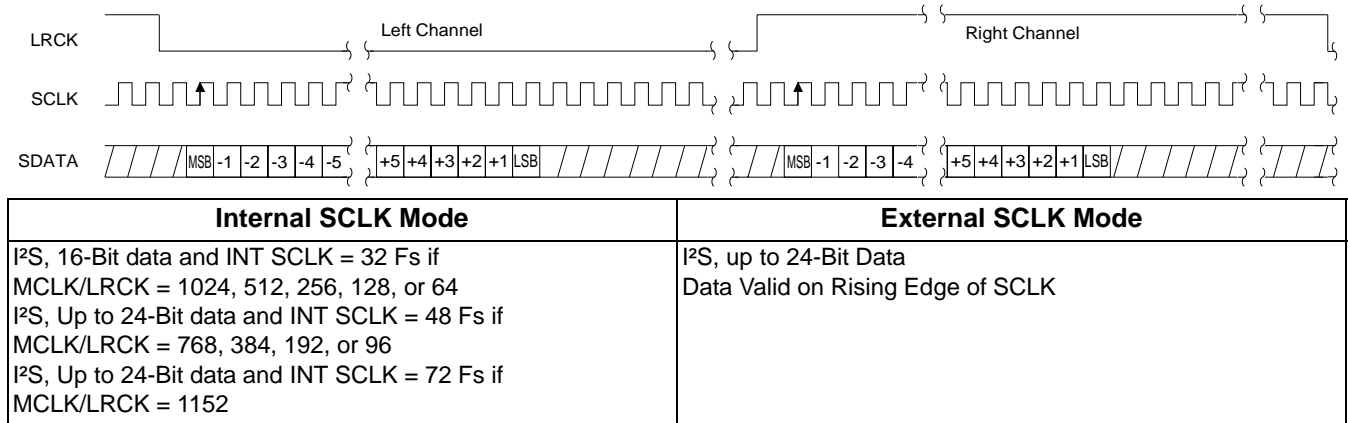 LRCK Left Channel Right Channel
SCLK
SDATA MSB -1 -2 -3 -4 -5 +5 +4 +3 +2 +1 LSB MSB -1 -2 -3 -4 +5 +4 +3 +2 +1 LSB
Internal SCLK Mode
I²S, 16-Bit data and INT SCLK = 32 Fs if
MCLK/LRCK = 1024, 512, 256, 128, or 64
I²S, Up to 24-Bit data and INT SCLK = 48 Fs if
MCLK/LRCK = 768, 384, 192, or 96
I²S, Up to 24-Bit data and INT SCLK = 72 Fs if
MCLK/LRCK = 1152
External SCLK Mode
I²S, up to 24-Bit Data
Data Valid on Rising Edge of SCLK